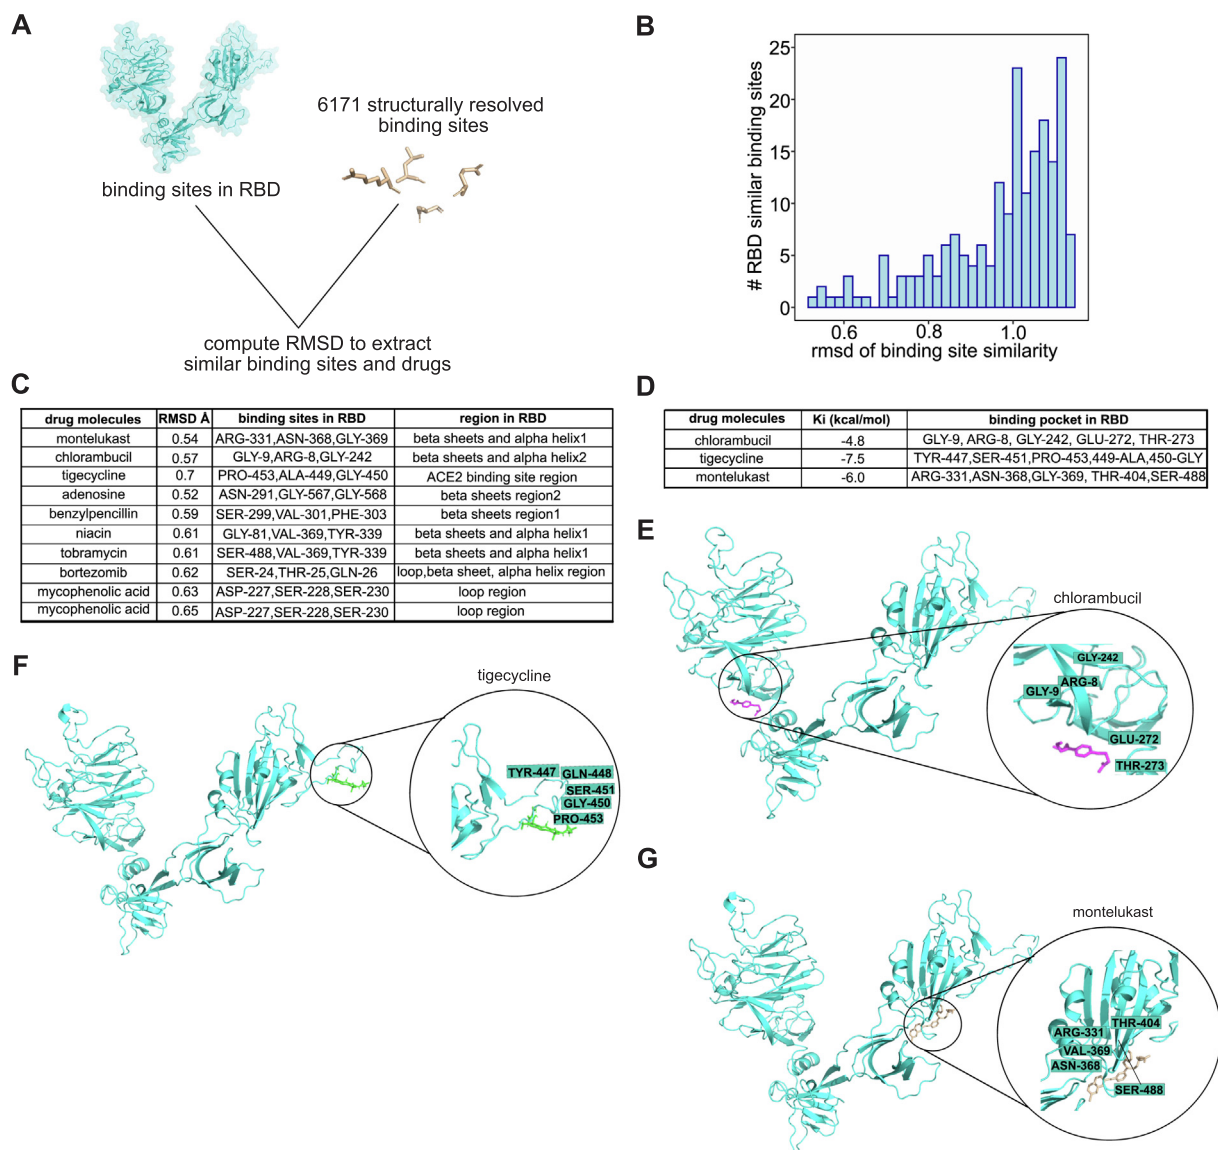 A
6171 structurally resolved
binding sites
binding sites in RBD
compute RMSD to extract
similar binding sites and drugs
B
# RBD similar binding sites
25
20
15
10
5
0
0.6 0.8 1.0
rmsd of binding site similarity
C
drug molecules RMSD Å binding sites in RBD region in RBD
montelukast 0.54 ARG-331,ASN-368,GLY-369 beta sheets and alpha helix1
chlorambucil 0.57 GLY-9,ARG-8,GLY-242 beta sheets and alpha helix2
tigecycline 0.7 PRO-453,ALA-449,GLY-450 ACE2 binding site region
adenosine 0.52 ASN-291,GLY-567,GLY-568 beta sheets region2
benzylpencillin 0.59 SER-299,VAL-301,PHE-303 beta sheets region1
niacin 0.61 GLY-81,VAL-369,TYR-339 beta sheets and alpha helix1
tobramycin 0.61 SER-488,VAL-369,TYR-339 beta sheets and alpha helix1
bortezomib 0.62 SER-24,THR-25,GLN-26 loop,beta sheet, alpha helix region
mycophenolic acid 0.63 ASP-227,SER-228,SER-230 loop region
mycophenolic acid 0.65 ASP-227,SER-228,SER-230 loop region
D
drug molecules Ki (kcal/mol) binding pocket in RBD
chlorambucil -4.8 GLY-9, ARG-8, GLY-242, GLU-272, THR-273
tigecycline -7.5 TYR-447,SER-451,PRO-453,449-ALA,450-GLY
montelukast -6.0 ARG-331,ASN-368,GLY-369, THR-404,SER-488
E
chlorambucil
GLY-242
ARG-8
GLY-9
GLU-272
THR-273
F
tigecycline
TYR-447 GLN-448
SER-451
GLY-450
PRO-453
G
montelukast
THR-404
ARG-331
VAL-369
ASN-368
SER-488